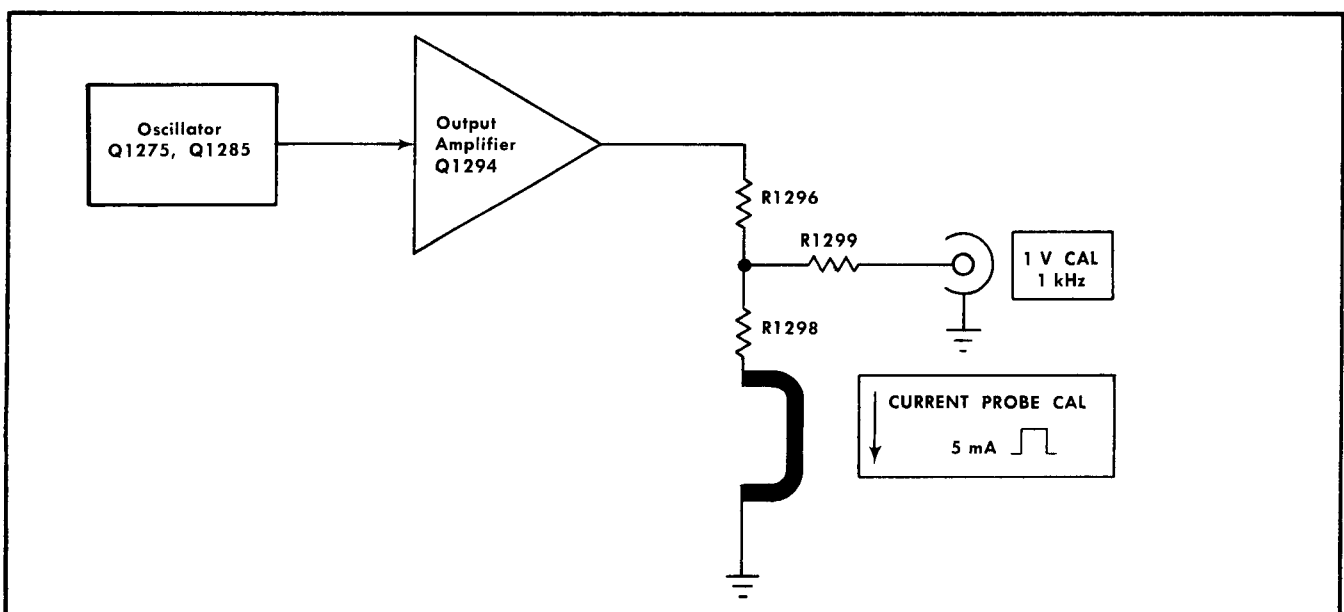 Oscillator
Q1275, Q1285
Output
Amplifier
Q1294
R1296
R1299
1 V CAL
1 kHz
R1298
CURRENT PROBE CAL
5 mA